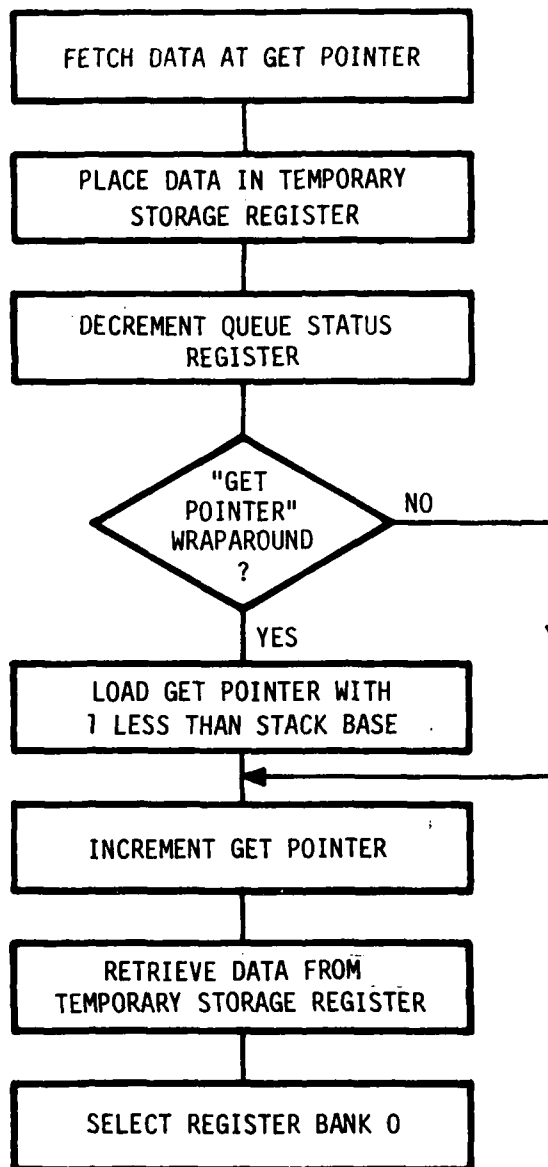 FETCH DATA AT GET POINTER
PLACE DATA IN TEMPORARY
STORAGE REGISTER
DECREMENT QUEUE STATUS
REGISTER
"GET
POINTER"
WRAPAROUND
?
NO
YES
LOAD GET POINTER WITH
1 LESS THAN STACK BASE
INCREMENT GET POINTER
RETRIEVE DATA FROM
TEMPORARY STORAGE REGISTER
SELECT REGISTER BANK 0